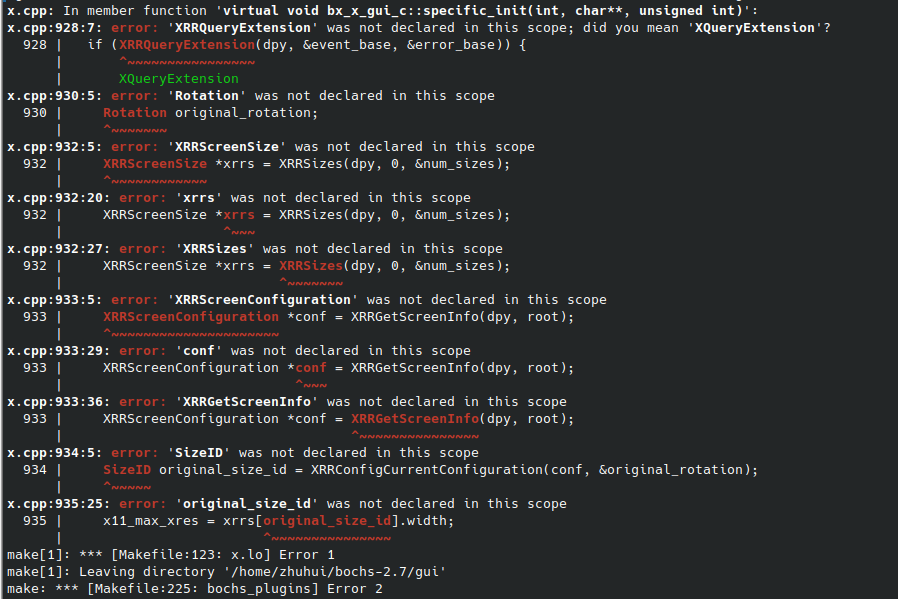 x.cpp: In member function 'virtual void bx_x_gui_c::specific_init(int, char**, unsigned int)':
x.cpp:928:7: error: 'XRRQueryExtension' was not declared in this scope; did you mean 'XQueryExtension'?
  928 |   if (XRRQueryExtension(dpy, &event_base, &error_base)) {
      |       ^~~~~~~~~~~~~~~~~
      |       XQueryExtension
x.cpp:930:5: error: 'Rotation' was not declared in this scope
  930 |     Rotation original_rotation;
      |     ^~~~~~~~
x.cpp:932:5: error: 'XRRScreenSize' was not declared in this scope
  932 |     XRRScreenSize *xrrs = XRRSizes(dpy, 0, &num_sizes);
      |     ^~~~~~~~~~~~~
x.cpp:932:20: error: 'xrrs' was not declared in this scope
  932 |     XRRScreenSize *xrrs = XRRSizes(dpy, 0, &num_sizes);
      |                    ^~~~
x.cpp:932:27: error: 'XRRSizes' was not declared in this scope
  932 |     XRRScreenSize *xrrs = XRRSizes(dpy, 0, &num_sizes);
      |                           ^~~~~~~~
x.cpp:933:5: error: 'XRRScreenConfiguration' was not declared in this scope
  933 |     XRRScreenConfiguration *conf = XRRGetScreenInfo(dpy, root);
      |     ^~~~~~~~~~~~~~~~~~~~~~
x.cpp:933:29: error: 'conf' was not declared in this scope
  933 |     XRRScreenConfiguration *conf = XRRGetScreenInfo(dpy, root);
      |                             ^~~~
x.cpp:933:36: error: 'XRRGetScreenInfo' was not declared in this scope
  933 |     XRRScreenConfiguration *conf = XRRGetScreenInfo(dpy, root);
      |                                    ^~~~~~~~~~~~~~~~
x.cpp:934:5: error: 'SizeID' was not declared in this scope
  934 |     SizeID original_size_id = XRRConfigCurrentConfiguration(conf, &original_rotation);
      |     ^~~~~~
x.cpp:935:25: error: 'original_size_id' was not declared in this scope
  935 |     x11_max_xres = xrrs[original_size_id].width;
      |                         ^~~~~~~~~~~~~~~~
make[1]: *** [Makefile:123: x.lo] Error 1
make[1]: Leaving directory '/home/zhuhui/bochs-2.7/gui'
make: *** [Makefile:225: bochs_plugins] Error 2